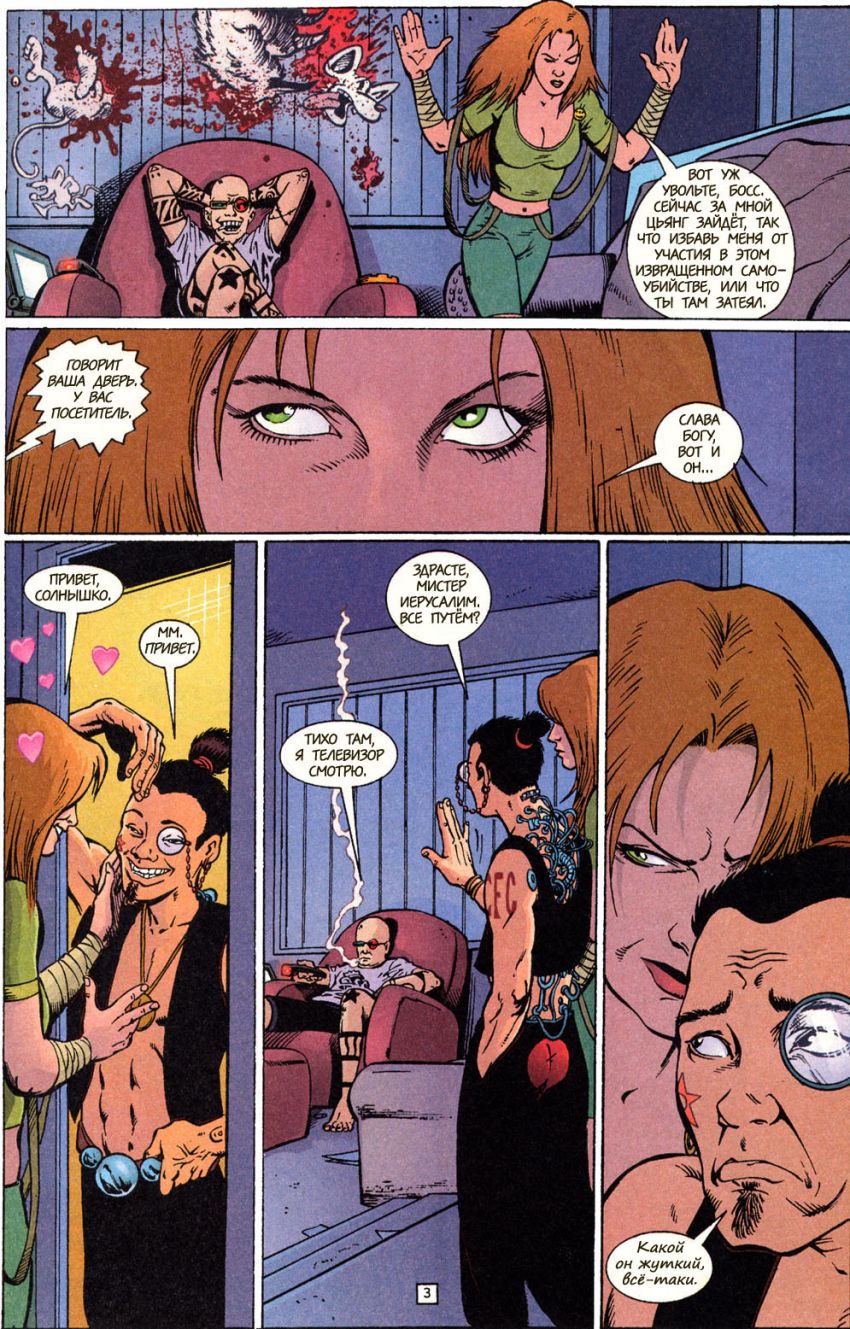 ВОТ УЖ
УВОЛЬТЕ, БОСС.
СЕЙЧАС ЗА МНОЙ
ЦЬЯНГ ЗАЙДЁТ, ТАК
ЧТО ИЗБАВЬ МЕНЯ ОТ
УЧАСТИЯ В ЭТОМ
ИЗВРАЩЕННОМ САМО-
УБИЙСТВЕ, ИЛИ ЧТО
ТЫ ТАМ ЗАТЕЯЛ.
ГОВОРИТ
ВАША ДВЕРЬ.
У ВАС
ПОСЕТИТЕЛЬ.
СЛАВА
БОГУ,
ВОТ И
ОН...
ПРИВЕТ,
СОЛНЫШКО.
ММ.
ПРИВЕТ.
ЗДРАСТЕ,
МИСТЕР
ИЕРУСАЛИМ.
ВСЕ ПУТЁМ?
ТИХО ТАМ,
Я ТЕЛЕВИЗОР
СМОТРЮ.
CFC
Какой
он жуткий,
всё-таки.
3